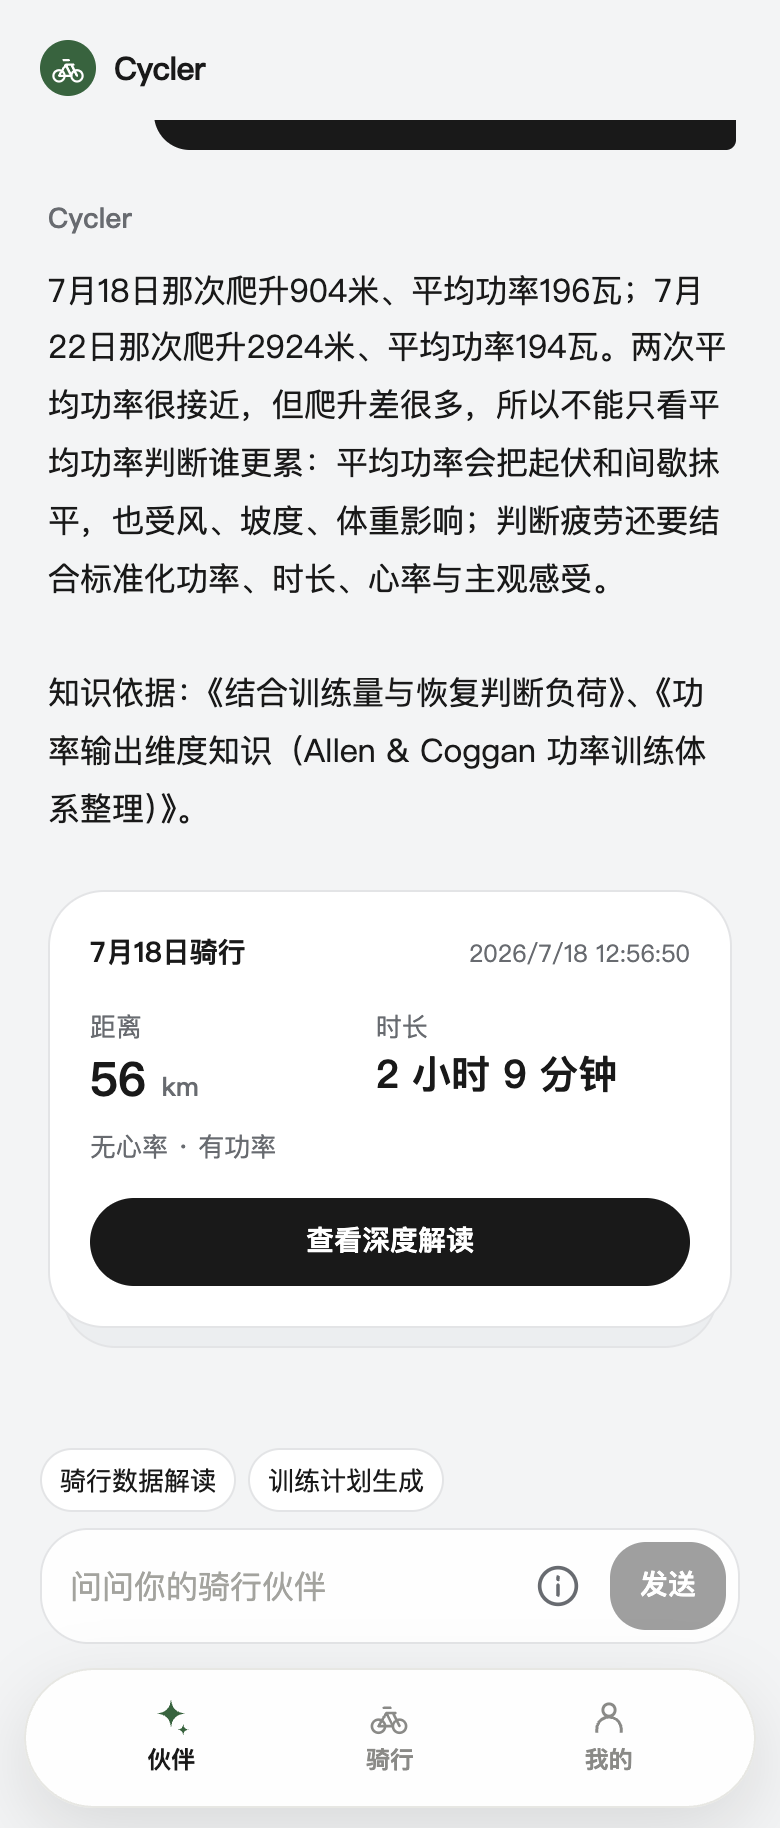 Cycler
Cycler
7月18日那次爬升904米、平均功率196瓦；7月
22日那次爬升2924米、平均功率194瓦。两次平
均功率很接近，但爬升差很多，所以不能只看平
均功率判断谁更累：平均功率会把起伏和间歇抹
平，也受风、坡度、体重影响；判断疲劳还要结
合标准化功率、时长、心率与主观感受。
知识依据：《结合训练量与恢复判断负荷》、《功
率输出维度知识（Allen & Coggan 功率训练体
系整理）》。
7月18日骑行 2026/7/18 12:56:50
距离 时长
56 km 2 小时 9 分钟
无心率 · 有功率
查看深度解读
骑行数据解读 训练计划生成
问问你的骑行伙伴 发送
伙伴 骑行 我的